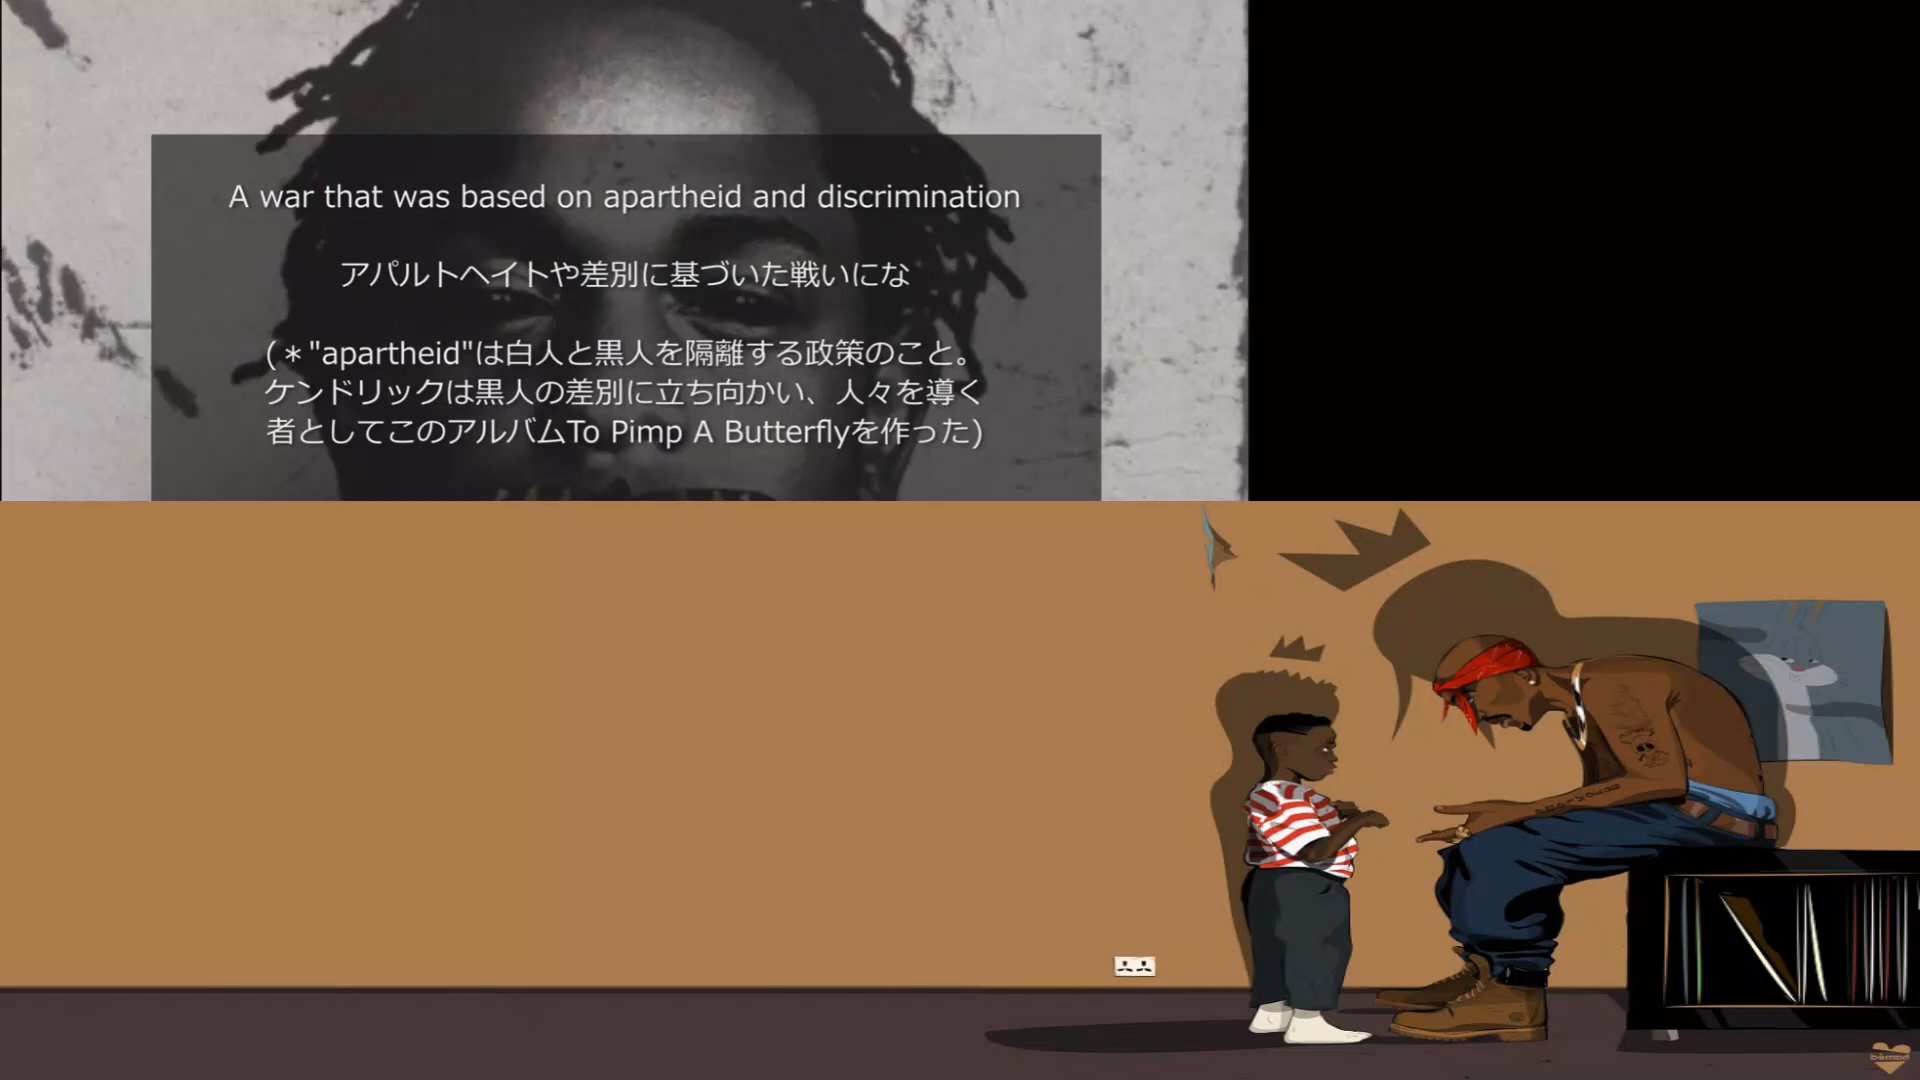 A war that was based on apartheid and discrimination
アパルトヘイトや差別に基づいた戦いにな
(＊"apartheid"は白人と黒人を隔離する政策のこと。
ケンドリックは黒人の差別に立ち向かい、人々を導く
者としてこのアルバムTo Pimp A Butterflyを作った)